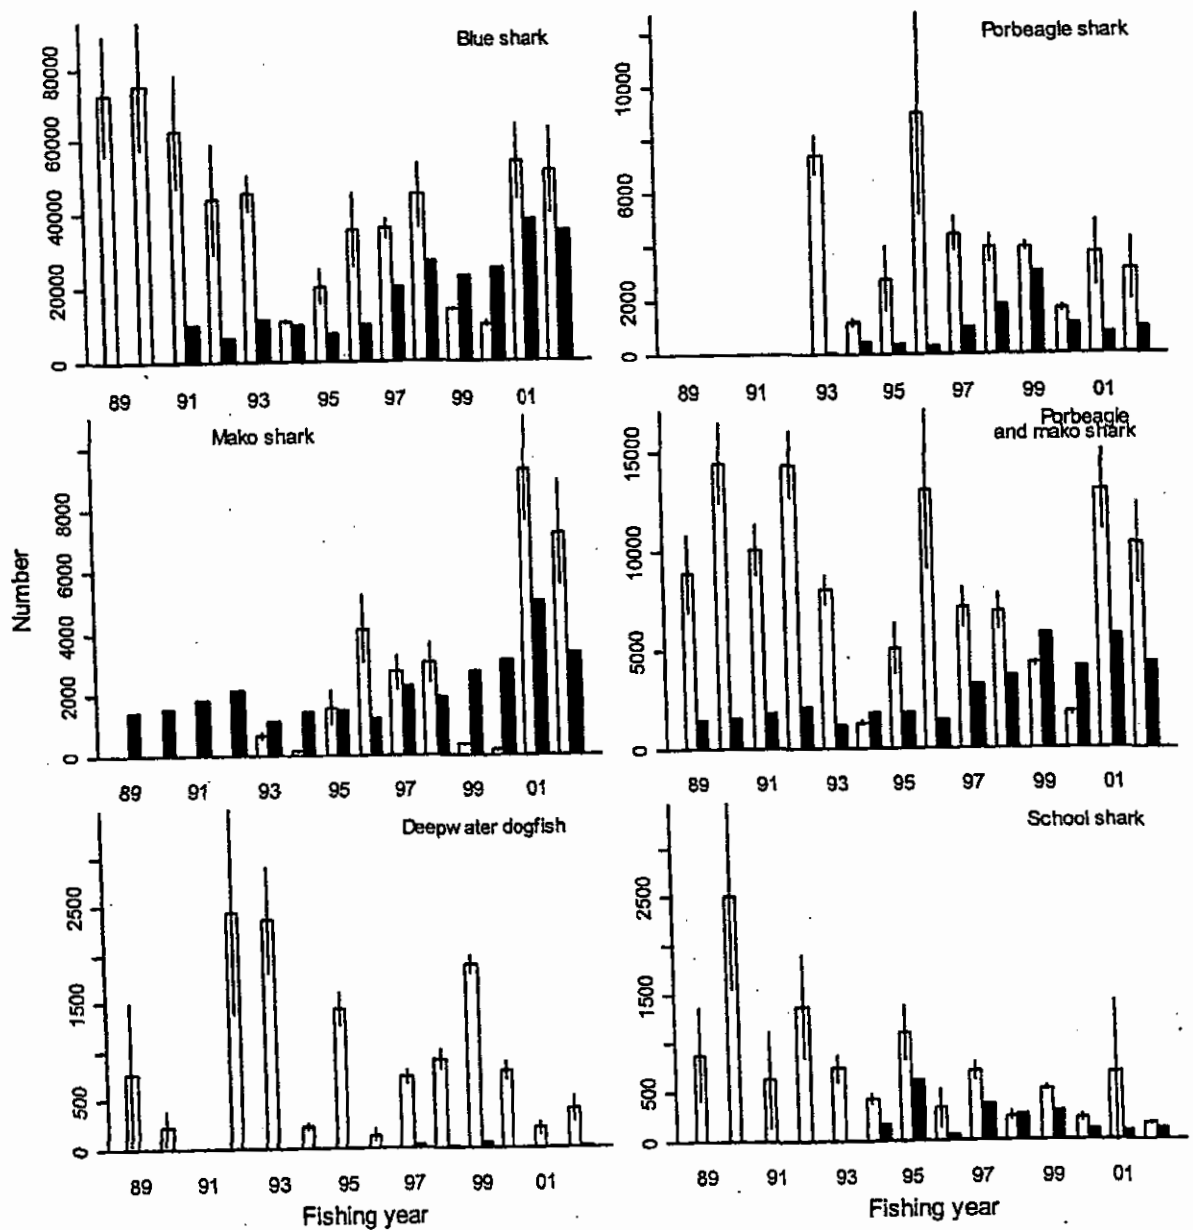 Blue shark
80000
60000
40000
20000
0
89 91 93 95 97 99 01
Porbeagle shark
10000
6000
2000
0
89 91 93 95 97 99 01
Mako shark
8000
6000
4000
2000
0
89 91 93 95 97 99 01
Porbeagle
and mako shark
15000
10000
5000
0
89 91 93 95 97 99 01
Number
Deepwater dogfish
2500
1500
500
0
89 91 93 95 97 99 01
Fishing year
School shark
2500
1500
500
0
89 91 93 95 97 99 01
Fishing year